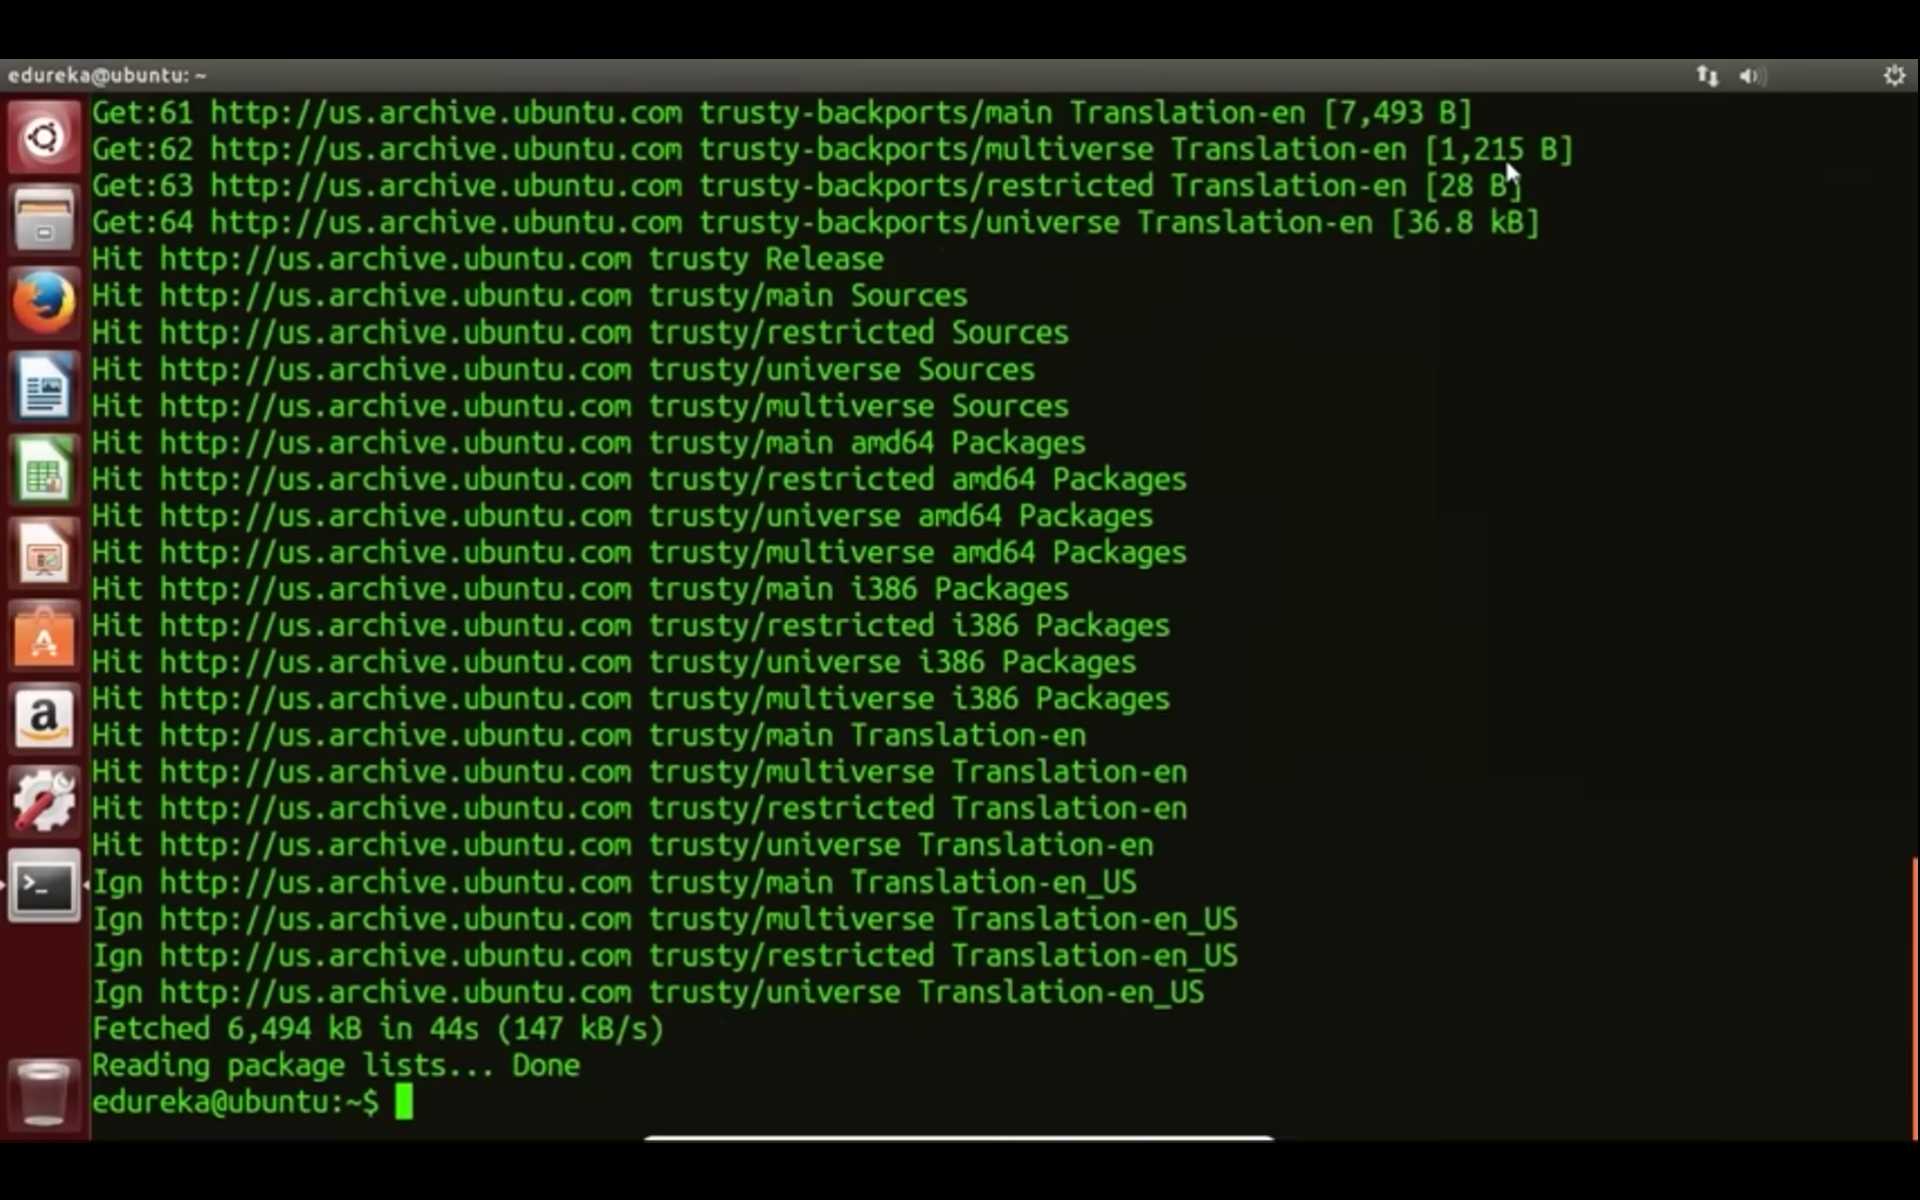 edureka@ubuntu: ~
Get:61 http://us.archive.ubuntu.com trusty-backports/main Translation-en [7,493 B]
Get:62 http://us.archive.ubuntu.com trusty-backports/multiverse Translation-en [1,215 B]
Get:63 http://us.archive.ubuntu.com trusty-backports/restricted Translation-en [28 B]
Get:64 http://us.archive.ubuntu.com trusty-backports/universe Translation-en [36.8 kB]
Hit http://us.archive.ubuntu.com trusty Release
Hit http://us.archive.ubuntu.com trusty/main Sources
Hit http://us.archive.ubuntu.com trusty/restricted Sources
Hit http://us.archive.ubuntu.com trusty/universe Sources
Hit http://us.archive.ubuntu.com trusty/multiverse Sources
Hit http://us.archive.ubuntu.com trusty/main amd64 Packages
Hit http://us.archive.ubuntu.com trusty/restricted amd64 Packages
Hit http://us.archive.ubuntu.com trusty/universe amd64 Packages
Hit http://us.archive.ubuntu.com trusty/multiverse amd64 Packages
Hit http://us.archive.ubuntu.com trusty/main i386 Packages
Hit http://us.archive.ubuntu.com trusty/restricted i386 Packages
Hit http://us.archive.ubuntu.com trusty/universe i386 Packages
Hit http://us.archive.ubuntu.com trusty/multiverse i386 Packages
Hit http://us.archive.ubuntu.com trusty/main Translation-en
Hit http://us.archive.ubuntu.com trusty/multiverse Translation-en
Hit http://us.archive.ubuntu.com trusty/restricted Translation-en
Hit http://us.archive.ubuntu.com trusty/universe Translation-en
Ign http://us.archive.ubuntu.com trusty/main Translation-en_US
Ign http://us.archive.ubuntu.com trusty/multiverse Translation-en_US
Ign http://us.archive.ubuntu.com trusty/restricted Translation-en_US
Ign http://us.archive.ubuntu.com trusty/universe Translation-en_US
Fetched 6,494 kB in 44s (147 kB/s)
Reading package lists... Done
edureka@ubuntu:~$